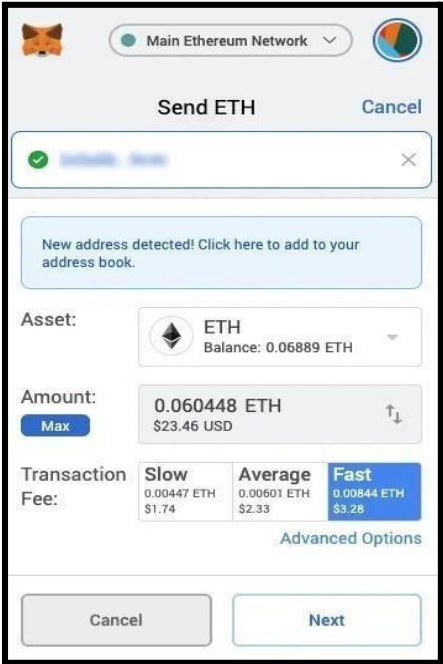 Main Ethereum Network
Send ETH
Cancel
New address detected! Click here to add to your
address book.
Asset:
ETH
Balance: 0.06889 ETH
Amount:
Max
0.060448 ETH
$23.46 USD
Transaction
Fee:
Slow
0.00447 ETH
$1.74
Average
0.00601 ETH
$2.33
Fast
0.00844 ETH
$3.28
Advanced Options
Cancel
Next